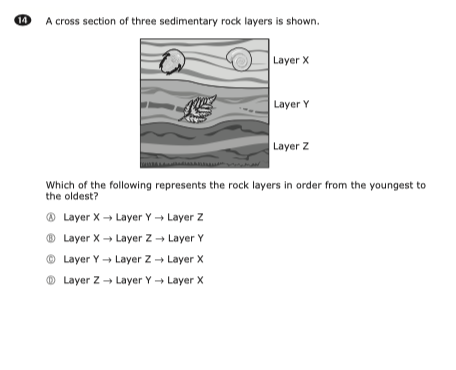 14 A cross section of three sedimentary rock layers is shown.
Layer X
Layer Y
Layer Z
Which of the following represents the rock layers in order from the youngest to
the oldest?
Ⓐ Layer X → Layer Y → Layer Z
Ⓑ Layer X → Layer Z → Layer Y
Ⓒ Layer Y → Layer Z → Layer X
Ⓓ Layer Z → Layer Y → Layer X